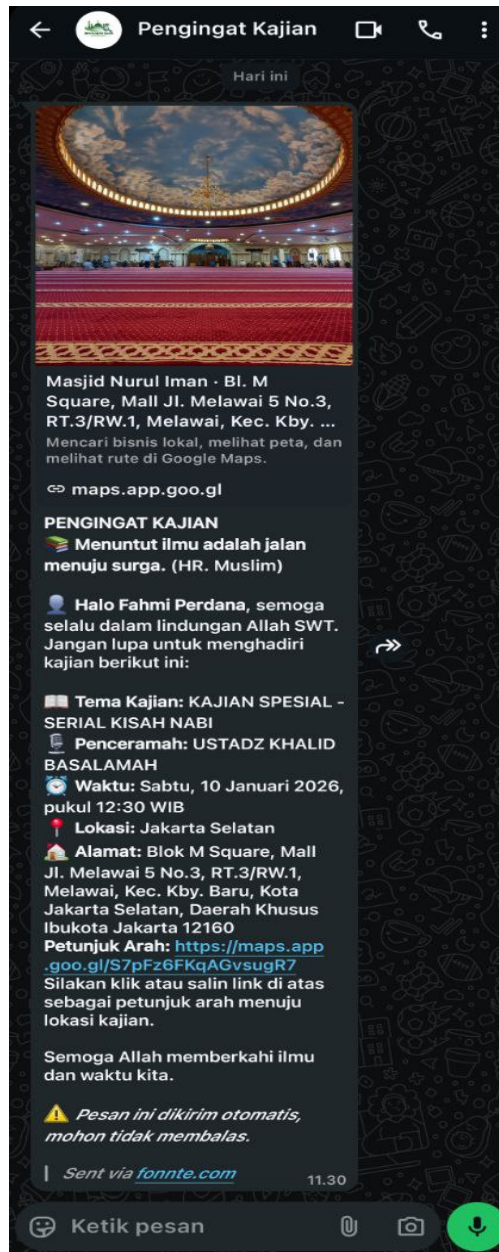 Pengingat Kajian
Hari ini
Masjid Nurul Iman · Bl. M
Square, Mall Jl. Melawai 5 No.3,
RT.3/RW.1, Melawai, Kec. Kby. ...
Mencari bisnis lokal, melihat peta, dan
melihat rute di Google Maps.
maps.app.goo.gl
PENGINGAT KAJIAN
📚 Menuntut ilmu adalah jalan
menuju surga. (HR. Muslim)
👤 Halo Fahmi Perdana, semoga
selalu dalam lindungan Allah SWT.
Jangan lupa untuk menghadiri
kajian berikut ini:
📖 Tema Kajian: KAJIAN SPESIAL -
SERIAL KISAH NABI
🎙️ Penceramah: USTADZ KHALID
BASALAMAH
⏰ Waktu: Sabtu, 10 Januari 2026,
pukul 12:30 WIB
📍 Lokasi: Jakarta Selatan
🏠 Alamat: Blok M Square, Mall
Jl. Melawai 5 No.3, RT.3/RW.1,
Melawai, Kec. Kby. Baru, Kota
Jakarta Selatan, Daerah Khusus
Ibukota Jakarta 12160
Petunjuk Arah: https://maps.app
.goo.gl/S7pFz6FKqAGvsugR7
Silakan klik atau salin link di atas
sebagai petunjuk arah menuju
lokasi kajian.
Semoga Allah memberkahi ilmu
dan waktu kita.
⚠️ Pesan ini dikirim otomatis,
mohon tidak membalas.
Sent via fonnte.com
11.30
Ketik pesan